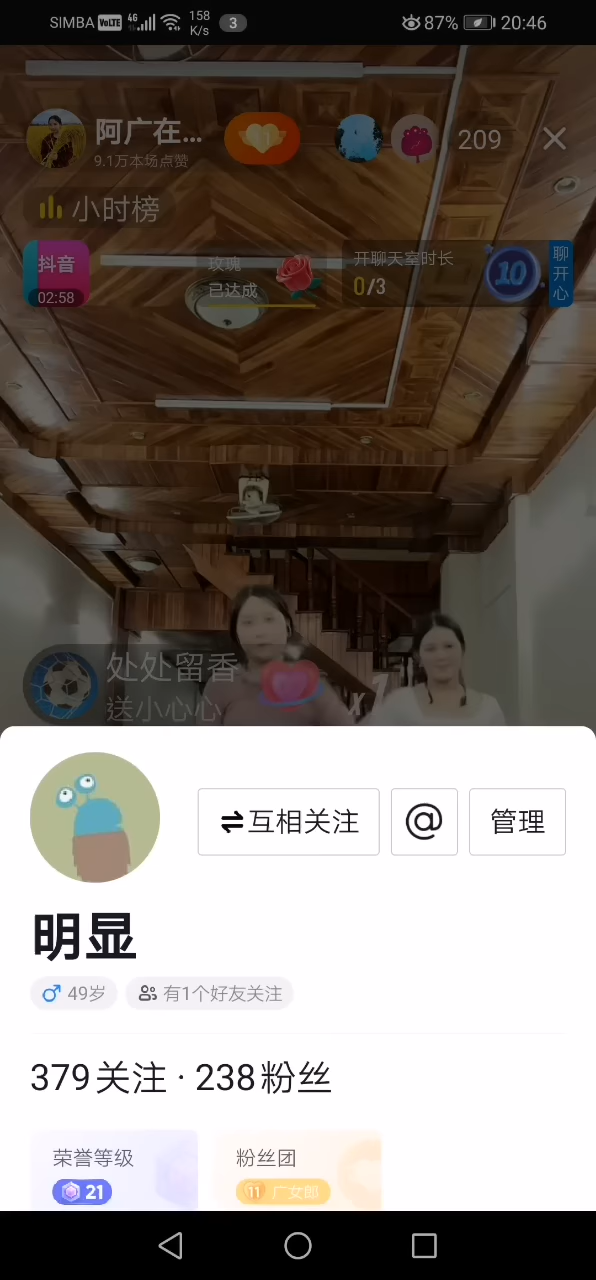 SIMBA VoLTE 4G 158 K/s 3 87% 20:46
阿广在...
9.1万本场点赞
209
小时榜
抖音
02:58
玫瑰
已达成
开聊天室时长
0/3
10
聊开心
处处留香
送小心心
x1
互相关注
@
管理
明显
49岁
有1个好友关注
379关注 · 238粉丝
荣誉等级
21
粉丝团
11 广女郎